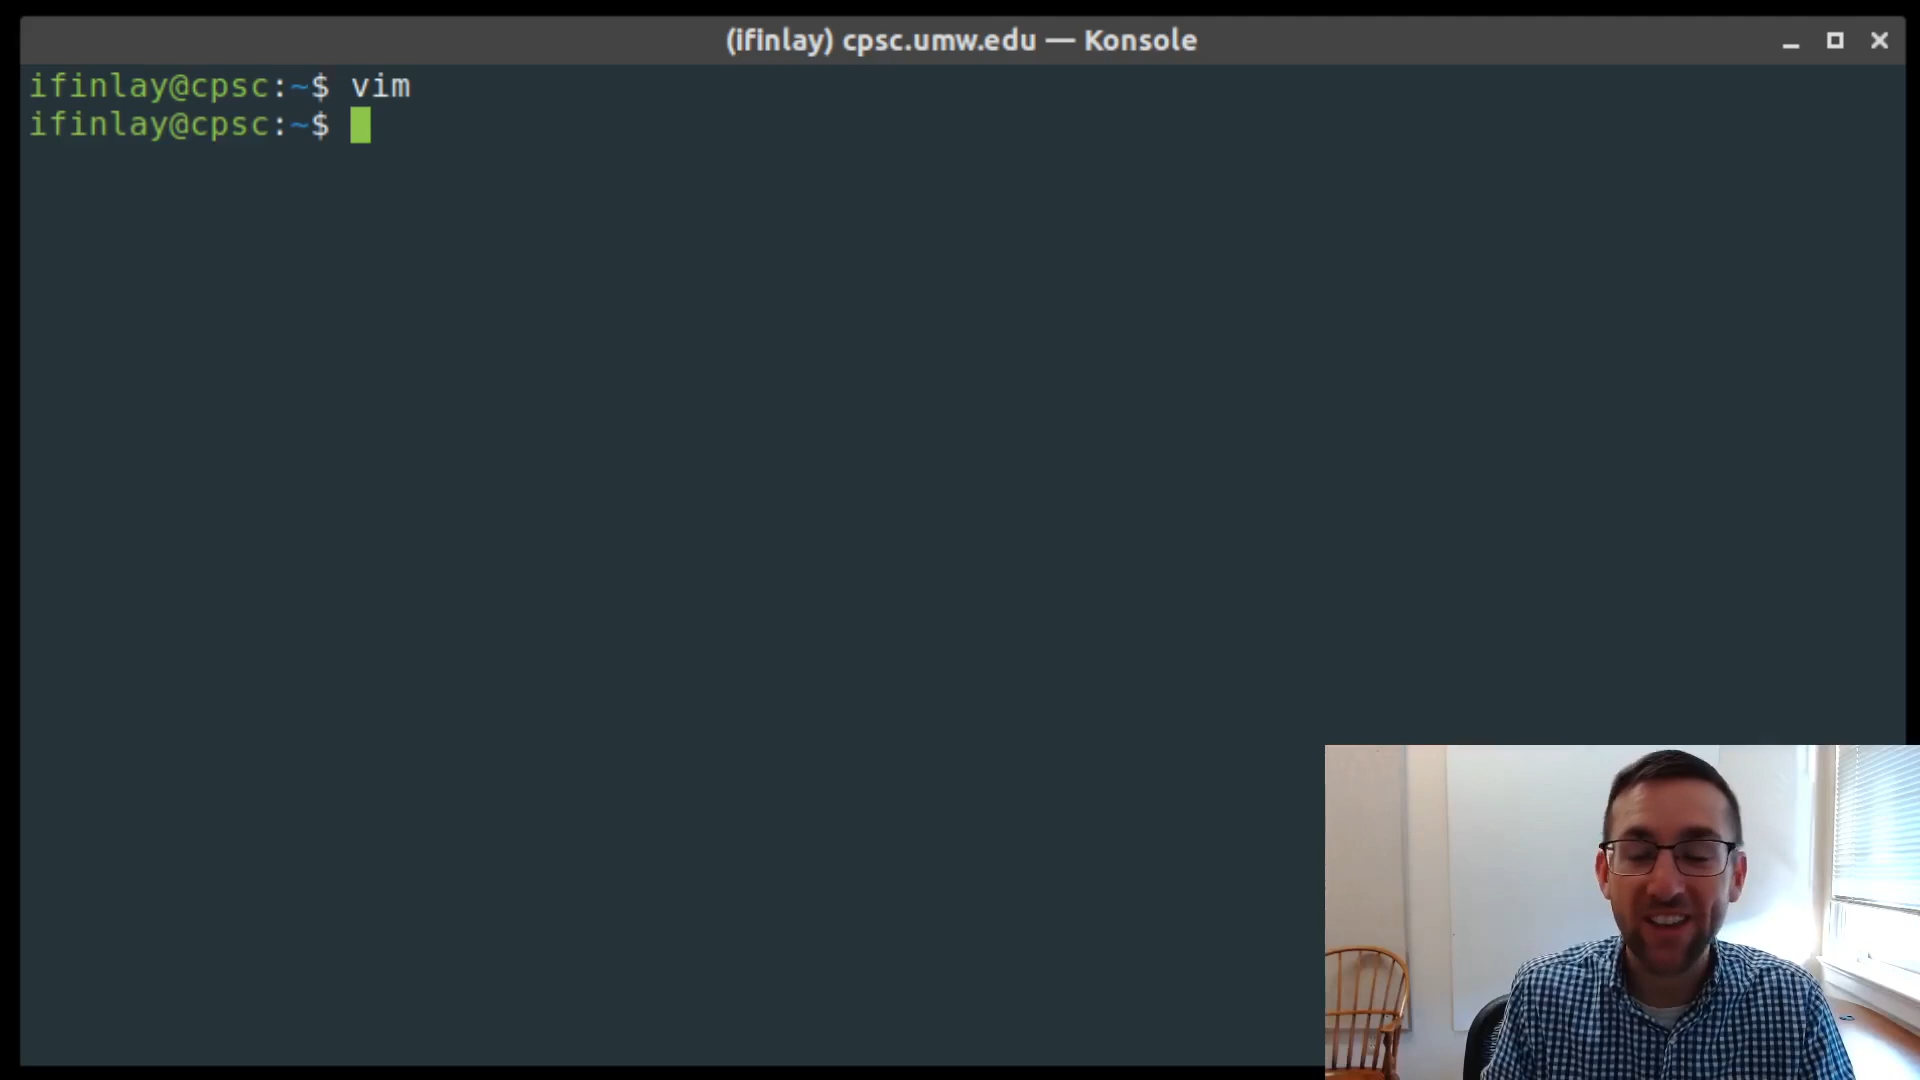 (ifinlay) cpsc.umw.edu — Konsole
ifinlay@cpsc:~$ vim
ifinlay@cpsc:~$